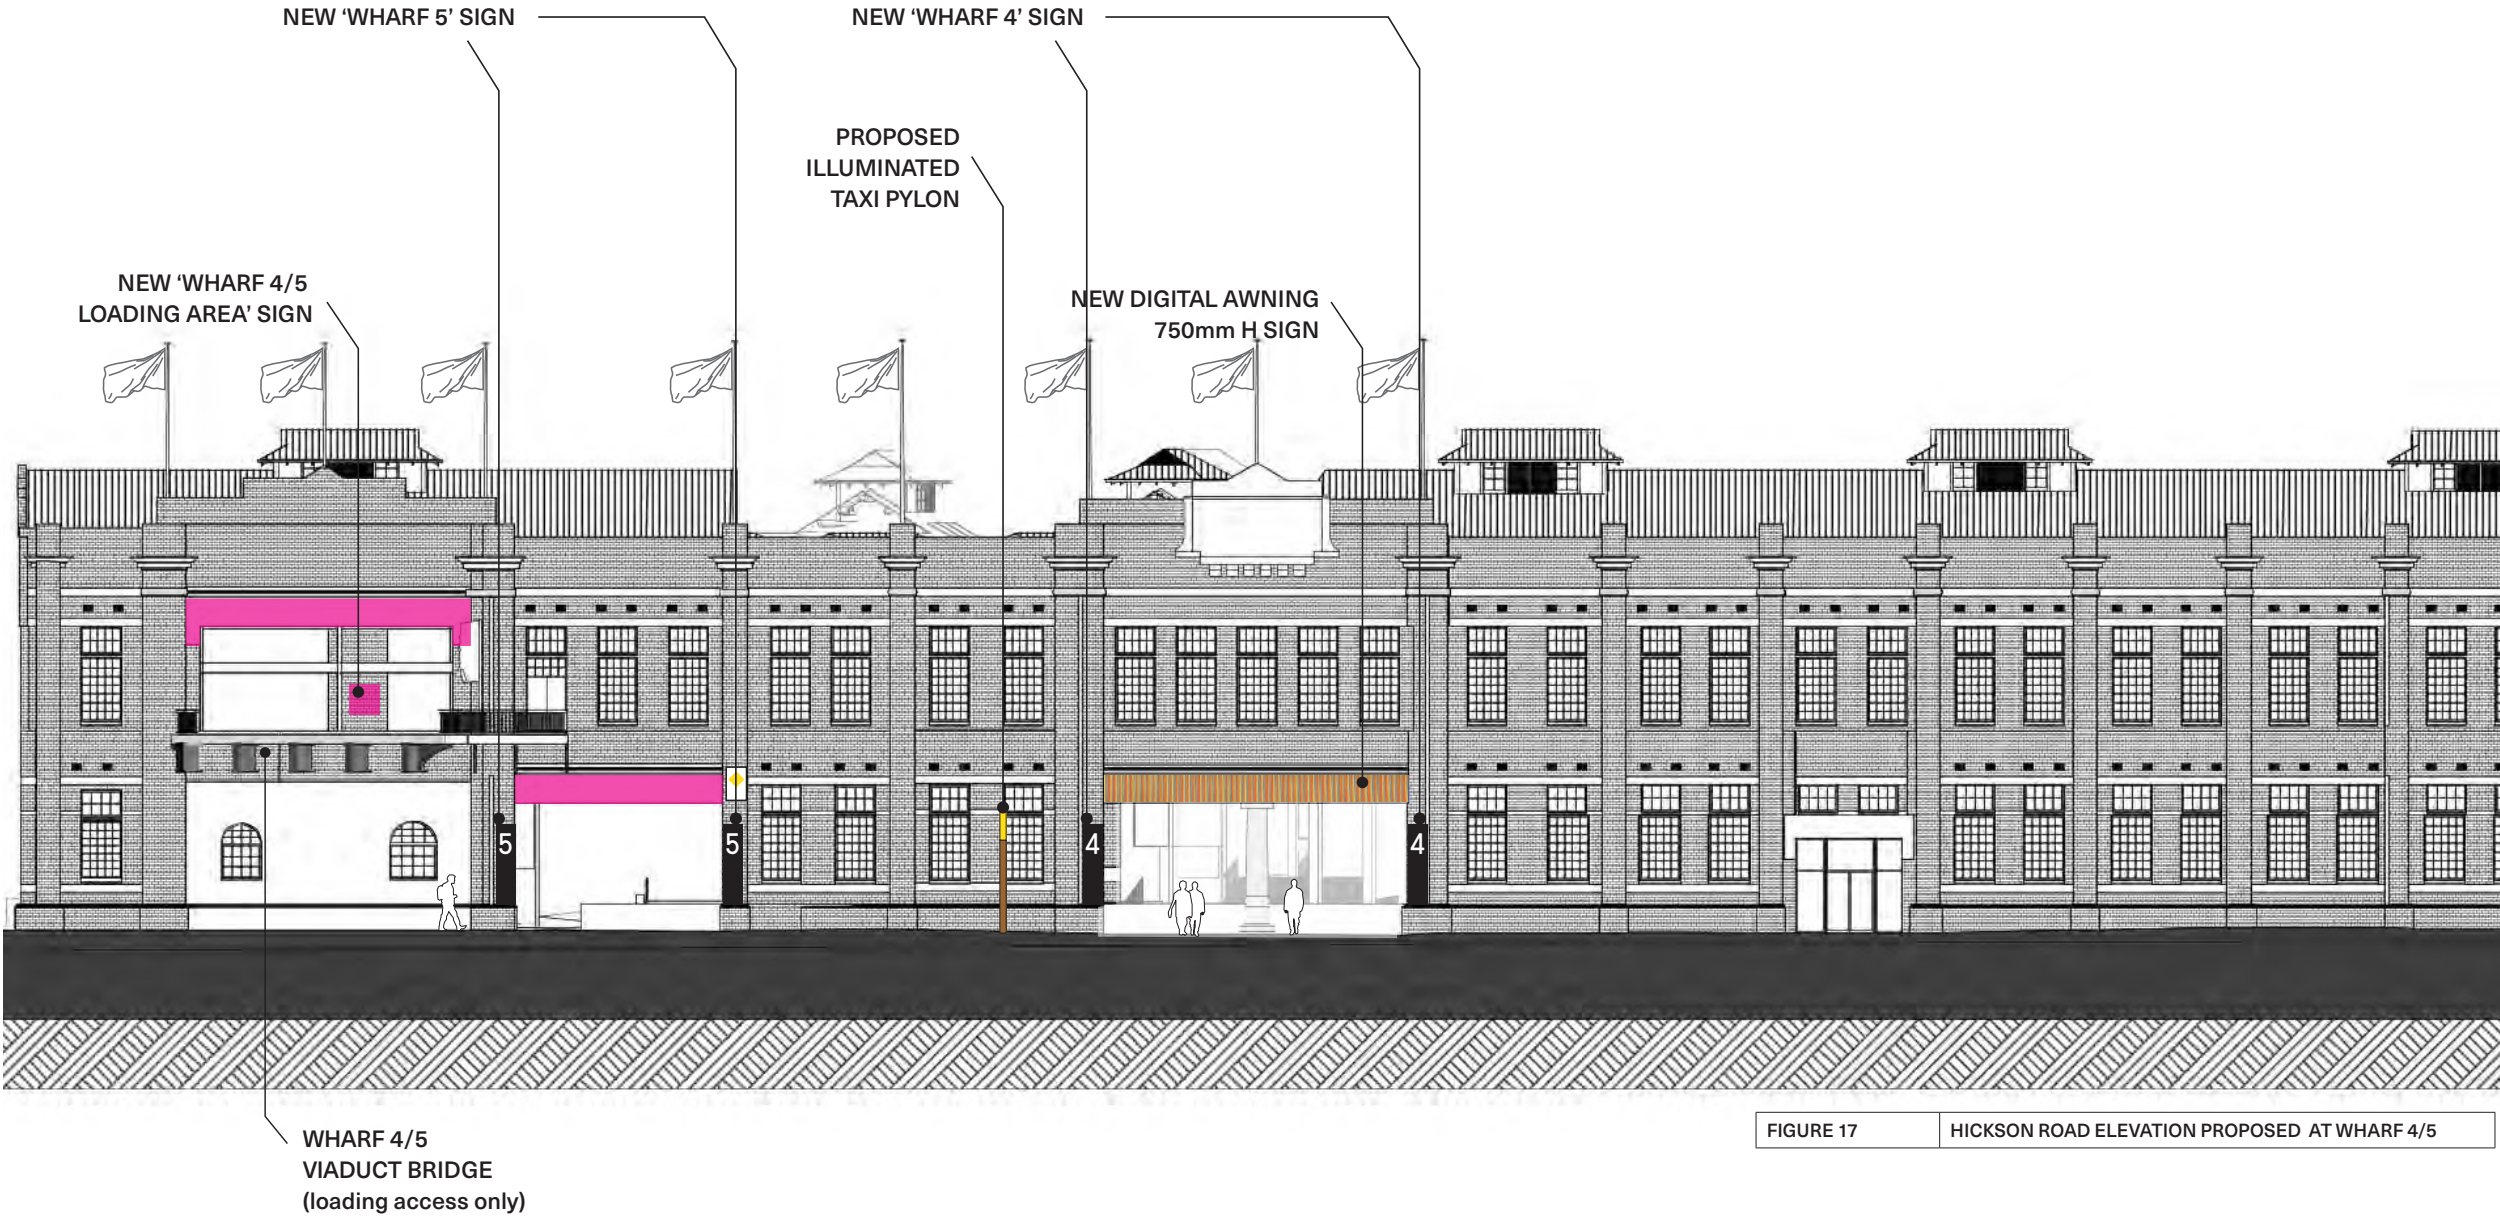 NEW ‘WHARF 5’ SIGN
NEW ‘WHARF 4’ SIGN
PROPOSED
ILLUMINATED
TAXI PYLON
NEW ‘WHARF 4/5
LOADING AREA’ SIGN
NEW DIGITAL AWNING
750mm H SIGN
5
5
4
4
FIGURE 17
HICKSON ROAD ELEVATION PROPOSED AT WHARF 4/5
WHARF 4/5
VIADUCT BRIDGE
(loading access only)